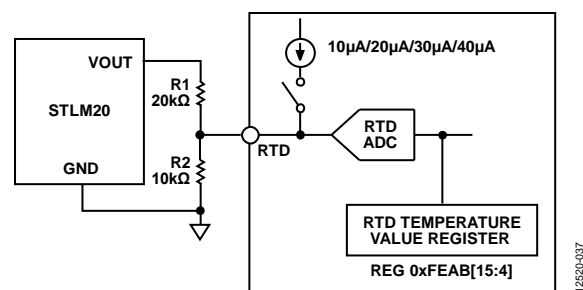 10µA/20µA/30µA/40µA
VOUT
R1
20kΩ
STLM20
RTD
RTD
ADC
GND
R2
10kΩ
RTD TEMPERATURE
VALUE REGISTER
REG 0xFEAB[15:4]
12520-037